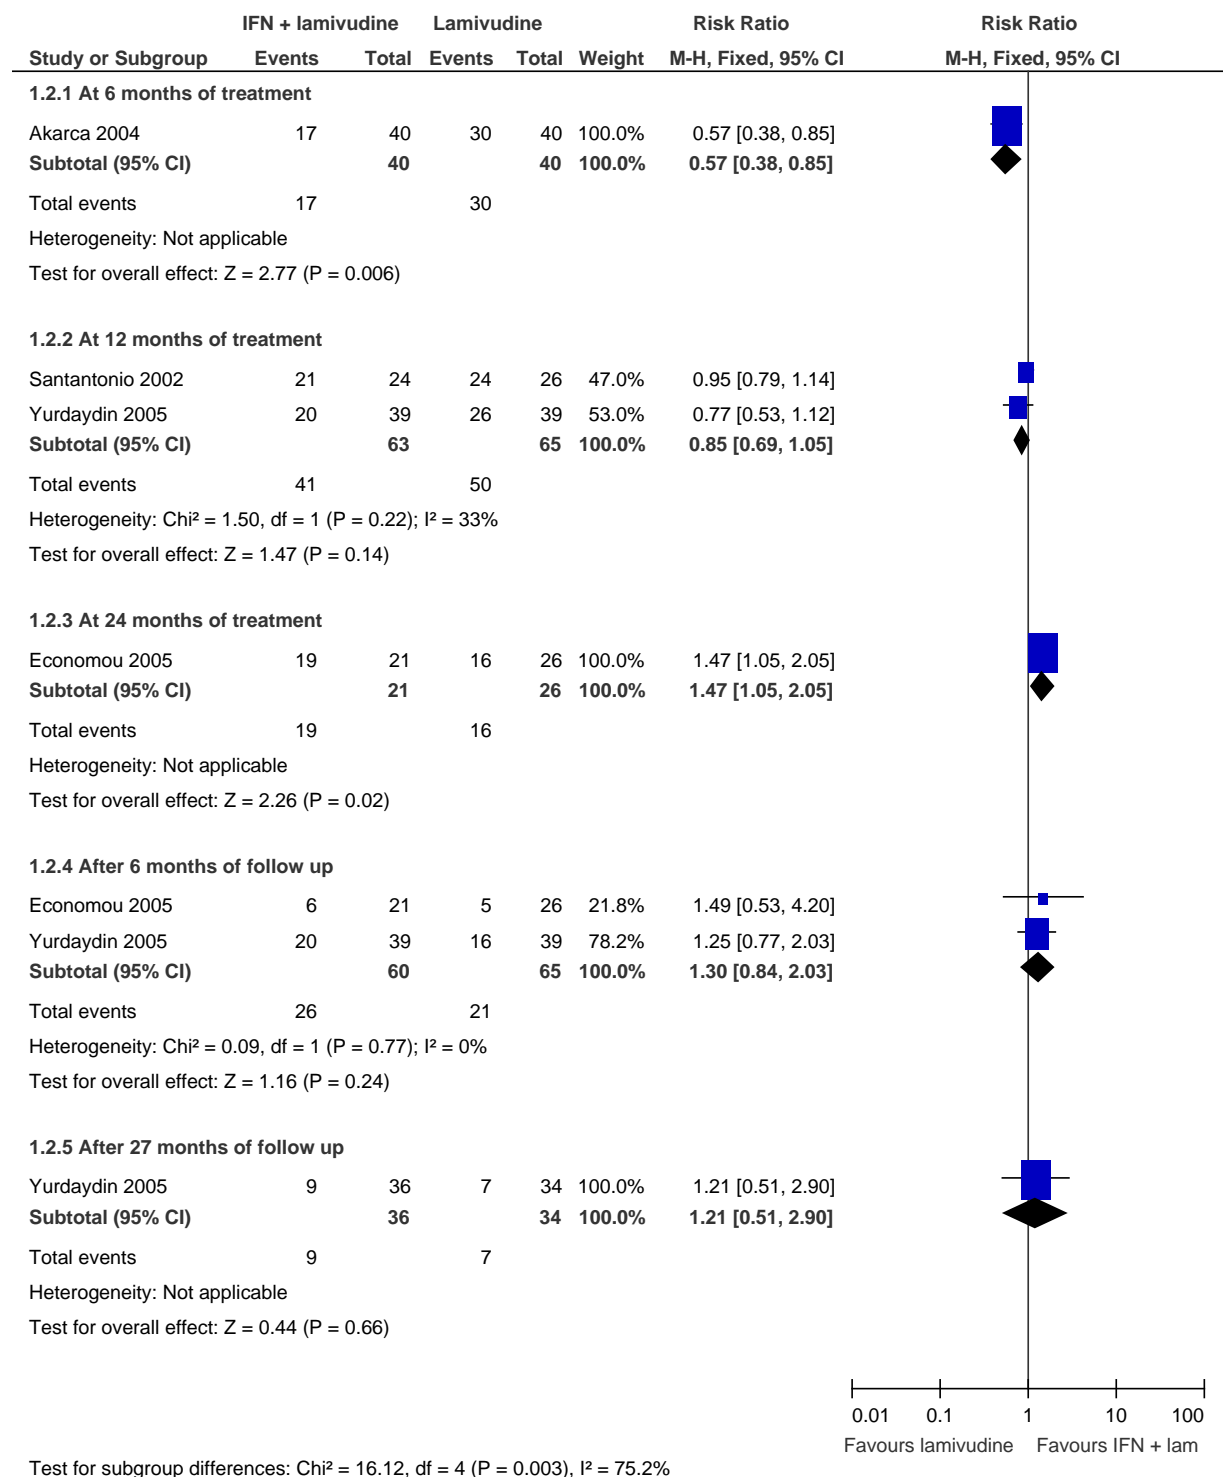 IFN + lamivudine Lamivudine Risk Ratio Risk Ratio
Study or Subgroup Events Total Events Total Weight M-H, Fixed, 95% CI M-H, Fixed, 95% CI
1.2.1 At 6 months of treatment
Akarca 2004 17 40 30 40 100.0% 0.57 [0.38, 0.85]
Subtotal (95% CI) 40 40 100.0% 0.57 [0.38, 0.85]
Total events 17 30
Heterogeneity: Not applicable
Test for overall effect: Z = 2.77 (P = 0.006)
1.2.2 At 12 months of treatment
Santantonio 2002 21 24 24 26 47.0% 0.95 [0.79, 1.14]
Yurdaydin 2005 20 39 26 39 53.0% 0.77 [0.53, 1.12]
Subtotal (95% CI) 63 65 100.0% 0.85 [0.69, 1.05]
Total events 41 50
Heterogeneity: Chi² = 1.50, df = 1 (P = 0.22); I² = 33%
Test for overall effect: Z = 1.47 (P = 0.14)
1.2.3 At 24 months of treatment
Economou 2005 19 21 16 26 100.0% 1.47 [1.05, 2.05]
Subtotal (95% CI) 21 26 100.0% 1.47 [1.05, 2.05]
Total events 19 16
Heterogeneity: Not applicable
Test for overall effect: Z = 2.26 (P = 0.02)
1.2.4 After 6 months of follow up
Economou 2005 6 21 5 26 21.8% 1.49 [0.53, 4.20]
Yurdaydin 2005 20 39 16 39 78.2% 1.25 [0.77, 2.03]
Subtotal (95% CI) 60 65 100.0% 1.30 [0.84, 2.03]
Total events 26 21
Heterogeneity: Chi² = 0.09, df = 1 (P = 0.77); I² = 0%
Test for overall effect: Z = 1.16 (P = 0.24)
1.2.5 After 27 months of follow up
Yurdaydin 2005 9 36 7 34 100.0% 1.21 [0.51, 2.90]
Subtotal (95% CI) 36 34 100.0% 1.21 [0.51, 2.90]
Total events 9 7
Heterogeneity: Not applicable
Test for overall effect: Z = 0.44 (P = 0.66)
0.01 0.1 1 10 100
Favours lamivudine Favours IFN + lam
Test for subgroup differences: Chi² = 16.12, df = 4 (P = 0.003), I² = 75.2%